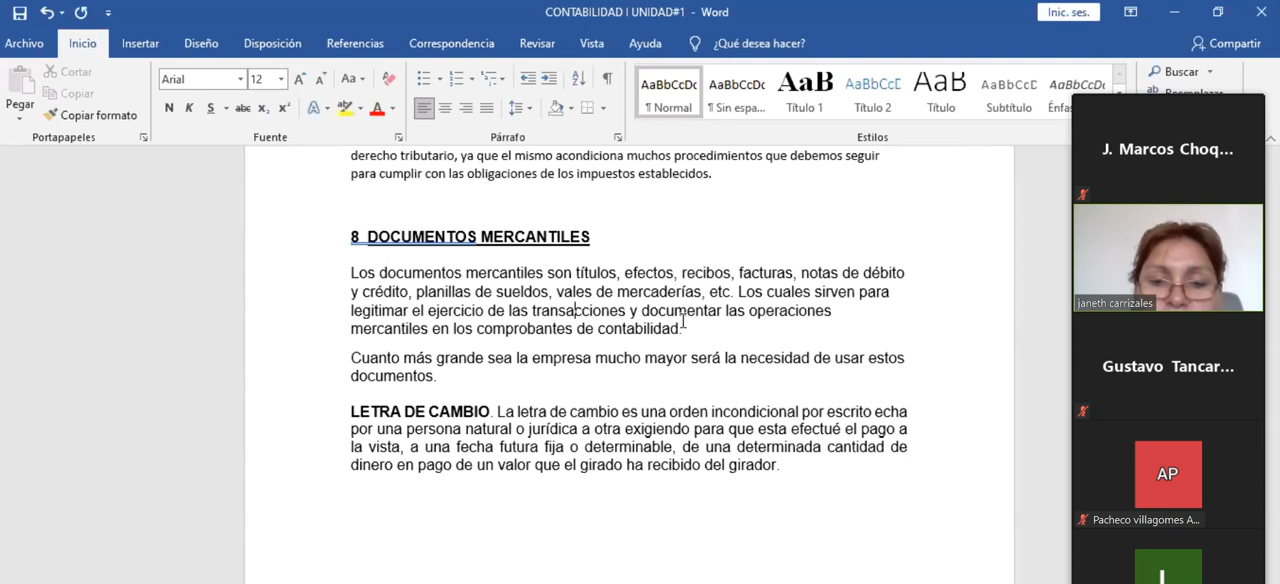 CONTABILIDAD I UNIDAD#1 - Word
Inic. ses.
Archivo Inicio Insertar Diseño Disposición Referencias Correspondencia Revisar Vista Ayuda ¿Qué desea hacer? Compartir
Pegar
Cortar
Copiar
Copiar formato
Portapapeles
Arial 12
Aa
N K S abc x₂ x²
Fuente
Párrafo
AaBbCcDc AaBbCcDc AaB AaBbCcD AaB AaBbCcD AaBbCcDc
¶ Normal ¶ Sin espa... Título 1 Título 2 Título Subtítulo
Estilos
Buscar
derecho tributario, ya que el mismo acondiciona muchos procedimientos que debemos seguir
para cumplir con las obligaciones de los impuestos establecidos.
8 DOCUMENTOS MERCANTILES
Los documentos mercantiles son títulos, efectos, recibos, facturas, notas de débito
y crédito, planillas de sueldos, vales de mercaderías, etc. Los cuales sirven para
legitimar el ejercicio de las transacciones y documentar las operaciones
mercantiles en los comprobantes de contabilidad.
Cuanto más grande sea la empresa mucho mayor será la necesidad de usar estos
documentos.
LETRA DE CAMBIO. La letra de cambio es una orden incondicional por escrito echa
por una persona natural o jurídica a otra exigiendo para que esta efectué el pago a
la vista, a una fecha futura fija o determinable, de una determinada cantidad de
dinero en pago de un valor que el girado ha recibido del girador.
J. Marcos Choq...
janeth carrizales
Gustavo Tancar...
AP
Pacheco villagomes A...